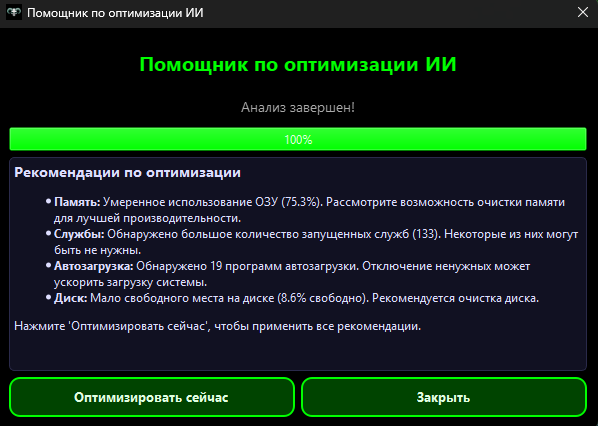 Помощник по оптимизации ИИ
Помощник по оптимизации ИИ
Анализ завершен!
100%
Рекомендации по оптимизации
Память: Умеренное использование ОЗУ (75.3%). Рассмотрите возможность очистки памяти
для лучшей производительности.
Службы: Обнаружено большое количество запущенных служб (133). Некоторые из них могут
быть не нужны.
Автозагрузка: Обнаружено 19 программ автозагрузки. Отключение ненужных может
ускорить загрузку системы.
Диск: Мало свободного места на диске (8.6% свободно). Рекомендуется очистка диска.
Нажмите 'Оптимизировать сейчас', чтобы применить все рекомендации.
Оптимизировать сейчас
Закрыть